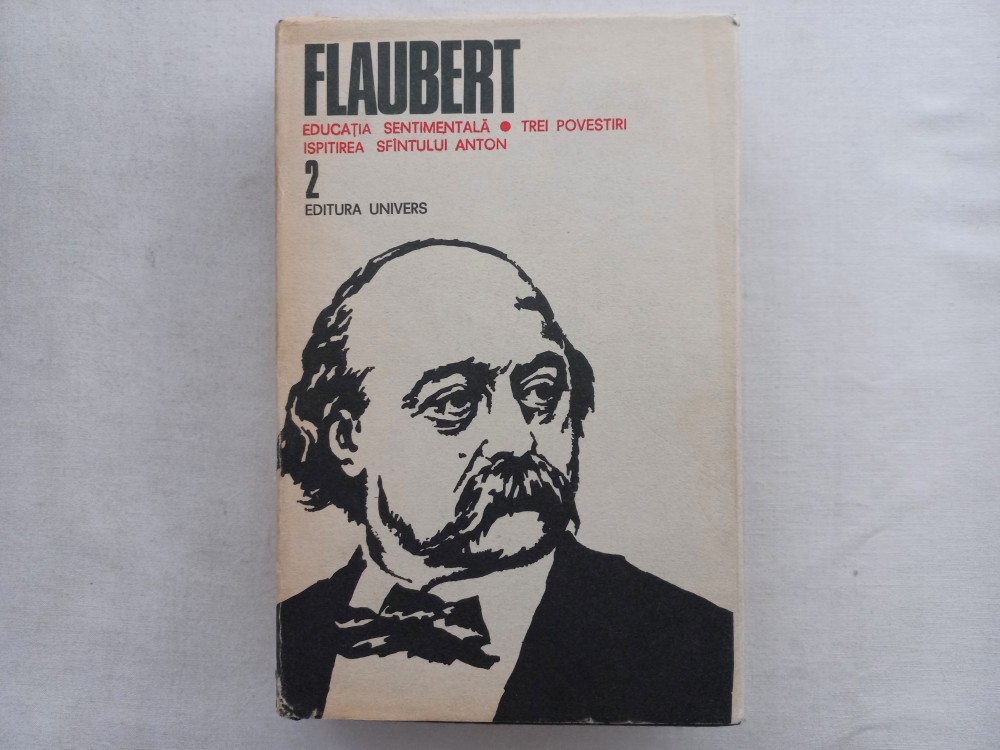 FLAUBERT
EDUCAȚIA SENTIMENTALĂ ● TREI POVESTIRI
ISPITIREA SFÎNTULUI ANTON
2
EDITURA UNIVERS